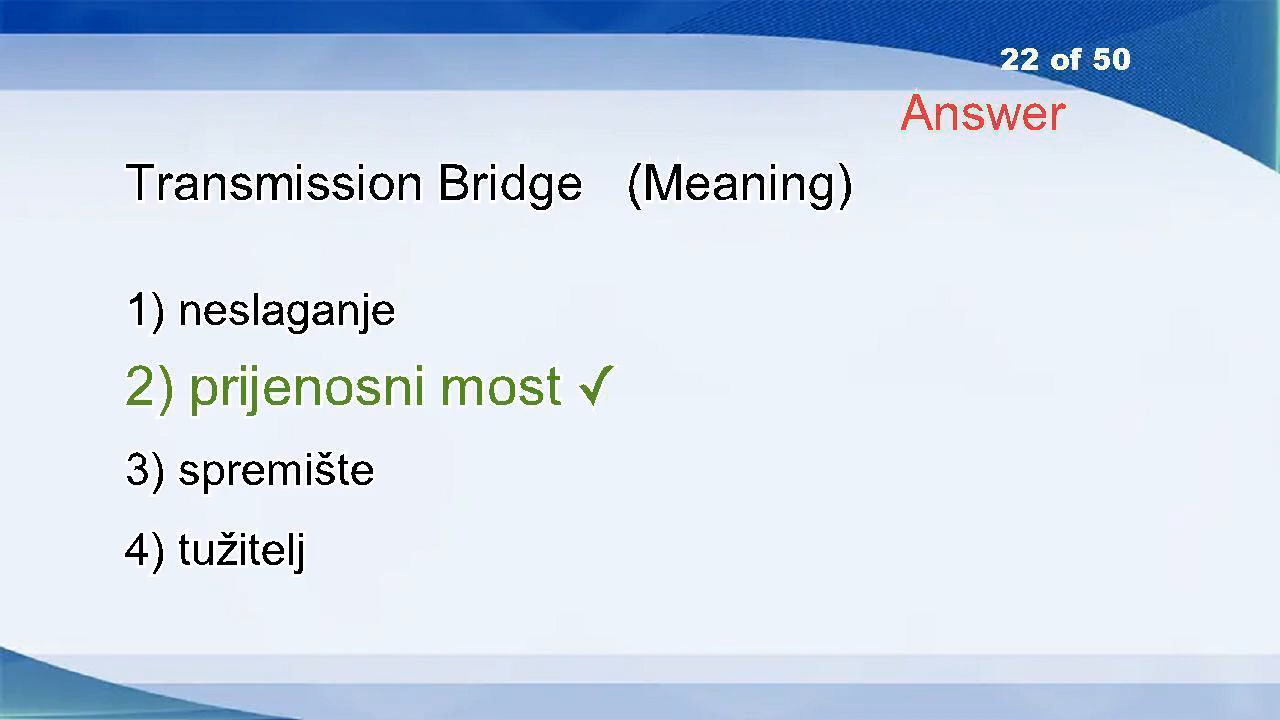 22 of 50
Answer
Transmission Bridge (Meaning)
1) neslaganje
2) prijenosni most ✓
3) spremište
4) tužitelj